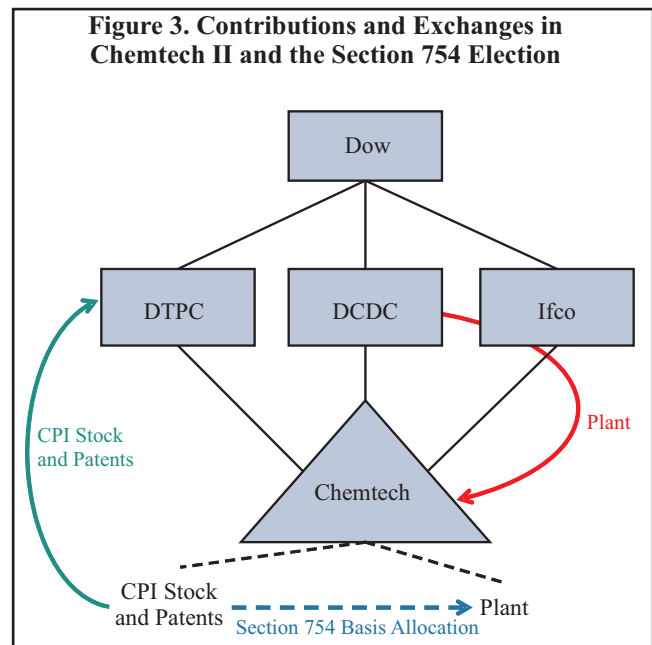 Figure 3. Contributions and Exchanges in
Chemtech II and the Section 754 Election
Dow
DTPC
DCDC
Ifco
CPI Stock
and Patents
Plant
Chemtech
CPI Stock
and Patents
Plant
Section 754 Basis Allocation